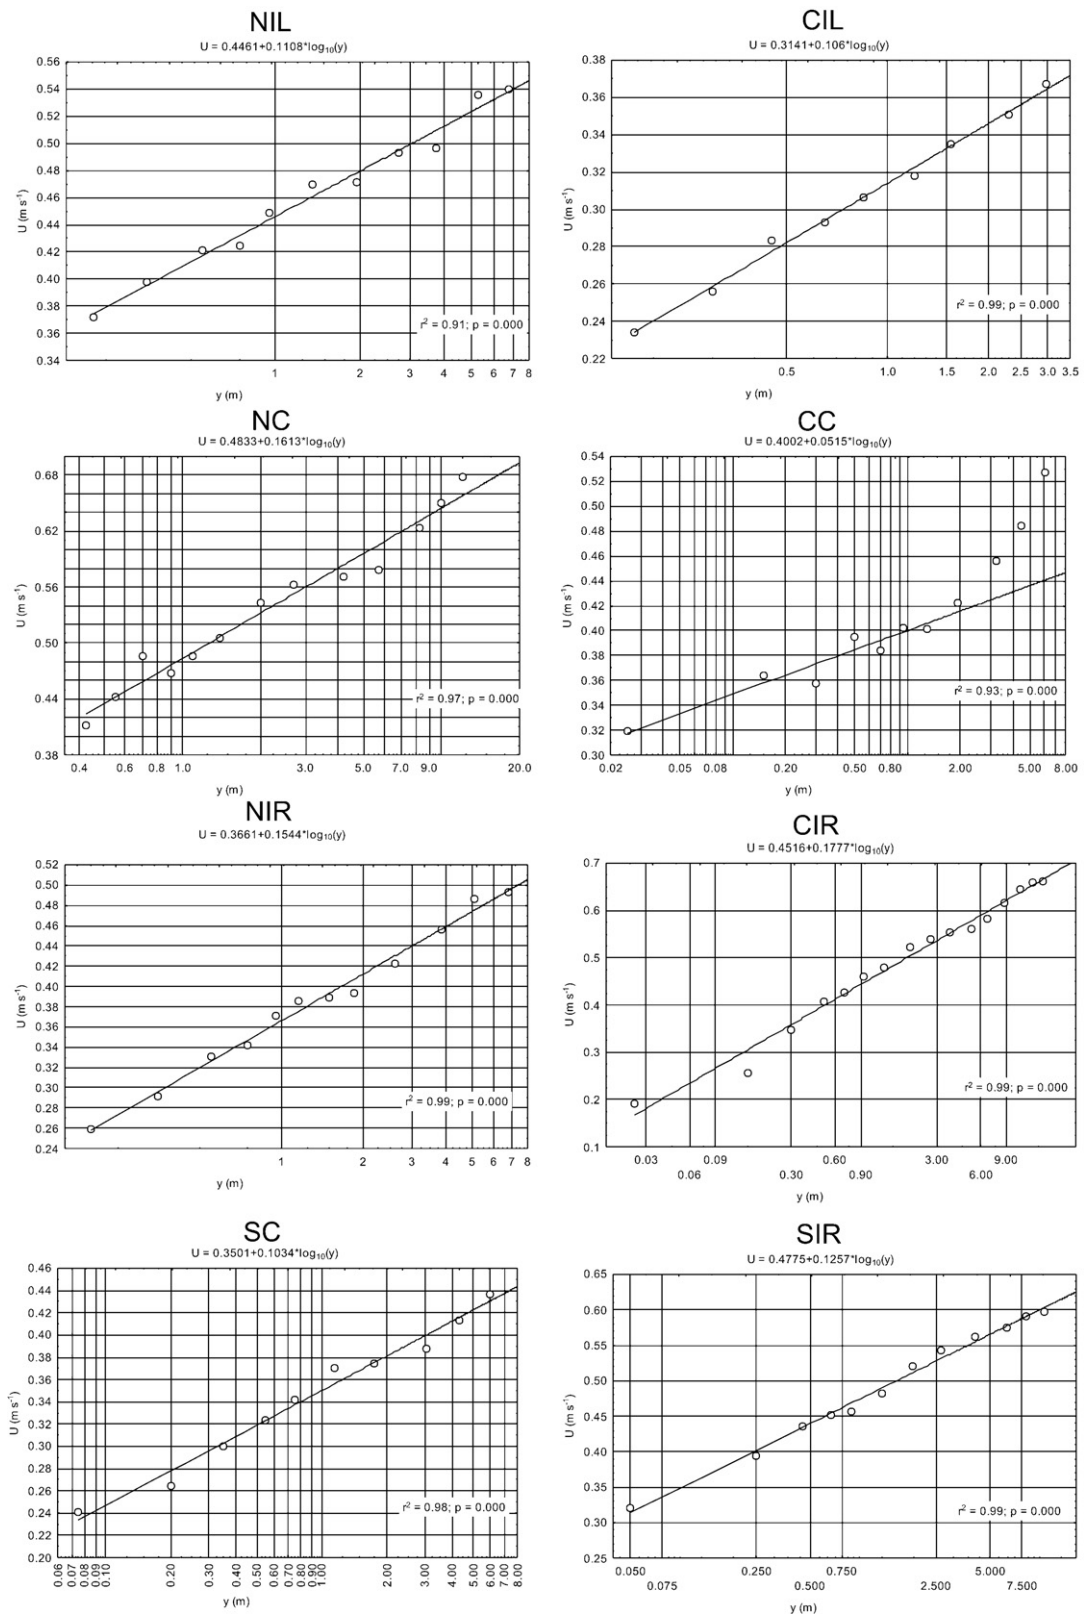 NIL
U = 0.4461+0.1108*log₁₀(y)
0.56
0.54
0.52
0.50
0.48
0.46
0.44
0.42
0.40
0.38
0.36
0.34
U (m s⁻¹)
r² = 0.91; p = 0.000
1 2 3 4 5 6 7 8
y (m)
CIL
U = 0.3141+0.106*log₁₀(y)
0.38
0.36
0.34
0.32
0.30
0.28
0.26
0.24
0.22
U (m s⁻¹)
r² = 0.99; p = 0.000
0.5 1.0 1.5 2.0 2.5 3.0 3.5
y (m)
NC
U = 0.4833+0.1613*log₁₀(y)
0.68
0.62
0.56
0.50
0.44
0.38
U (m s⁻¹)
r² = 0.97; p = 0.000
0.4 0.6 0.8 1.0 3.0 5.0 7.0 9.0 20.0
y (m)
CC
U = 0.4002+0.0515*log₁₀(y)
0.54
0.52
0.50
0.48
0.46
0.44
0.42
0.40
0.38
0.36
0.34
0.32
0.30
U (m s⁻¹)
r² = 0.93; p = 0.000
0.02 0.05 0.08 0.20 0.50 0.80 2.00 5.00 8.00
y (m)
NIR
U = 0.3661+0.1544*log₁₀(y)
0.52
0.50
0.48
0.46
0.44
0.42
0.40
0.38
0.36
0.34
0.32
0.30
0.28
0.26
0.24
U (m s⁻¹)
r² = 0.99; p = 0.000
1 2 3 4 5 6 7 8
y (m)
CIR
U = 0.4516+0.1777*log₁₀(y)
0.7
0.6
0.5
0.4
0.3
0.2
0.1
U (m s⁻¹)
r² = 0.99; p = 0.000
0.03 0.09 0.60 3.00 9.00
0.06 0.30 0.90 6.00
y (m)
SC
U = 0.3501+0.1034*log₁₀(y)
0.46
0.44
0.42
0.40
0.38
0.36
0.34
0.32
0.30
0.28
0.26
0.24
0.22
0.20
U (m s⁻¹)
r² = 0.98; p = 0.000
0.06 0.07 0.08 0.09 0.10 0.20 0.30 0.40 0.50 0.60 0.70 0.80 0.90 1.00 2.00 3.00 4.00 5.00 6.00 7.00 8.00
y (m)
SIR
U = 0.4775+0.1257*log₁₀(y)
0.65
0.60
0.55
0.50
0.45
0.40
0.35
0.30
0.25
U (m s⁻¹)
r² = 0.99; p = 0.000
0.050 0.250 0.750 5.000
0.075 0.500 2.500 7.500
y (m)